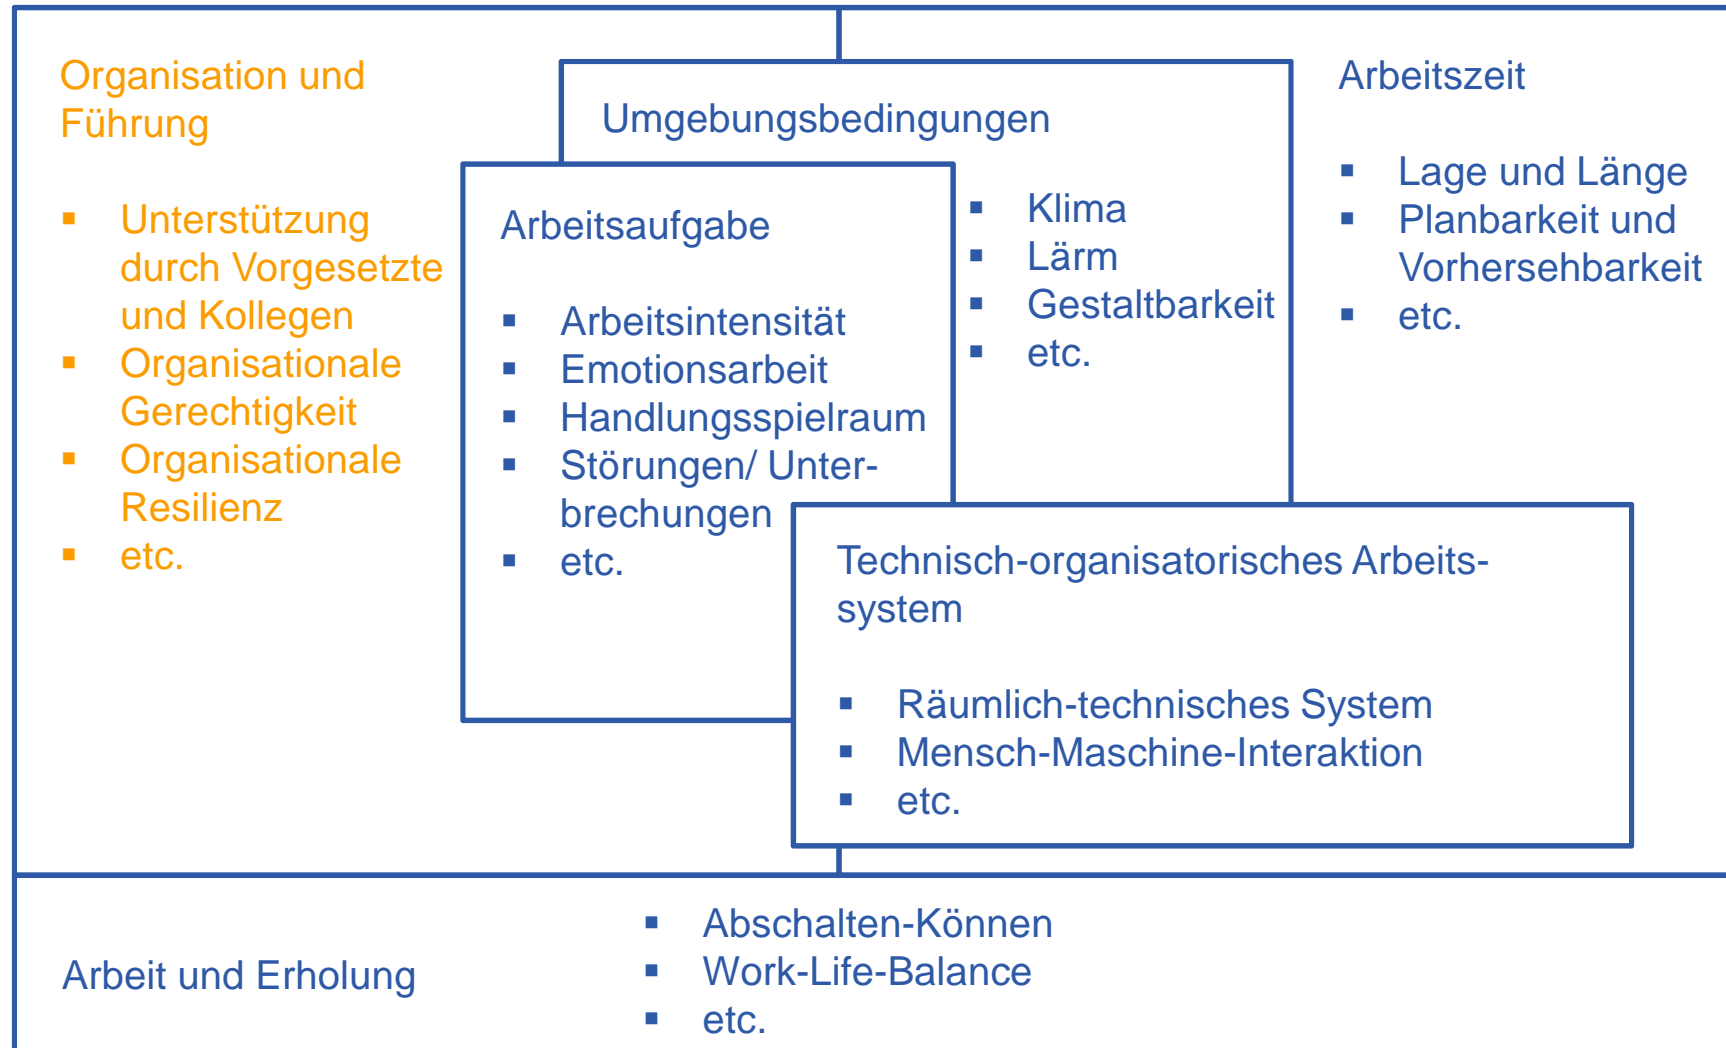 Organisation und
Führung
▪ Unterstützung
durch Vorgesetzte
und Kollegen
▪ Organisationale
Gerechtigkeit
▪ Organisationale
Resilienz
▪ etc.
Umgebungsbedingungen
▪ Klima
▪ Lärm
▪ Gestaltbarkeit
▪ etc.
Arbeitsaufgabe
▪ Arbeitsintensität
▪ Emotionsarbeit
▪ Handlungsspielraum
▪ Störungen/ Unter-
brechungen
▪ etc.
Arbeitszeit
▪ Lage und Länge
▪ Planbarkeit und
Vorhersehbarkeit
▪ etc.
Technisch-organisatorisches Arbeits-
system
▪ Räumlich-technisches System
▪ Mensch-Maschine-Interaktion
▪ etc.
Arbeit und Erholung
▪ Abschalten-Können
▪ Work-Life-Balance
▪ etc.